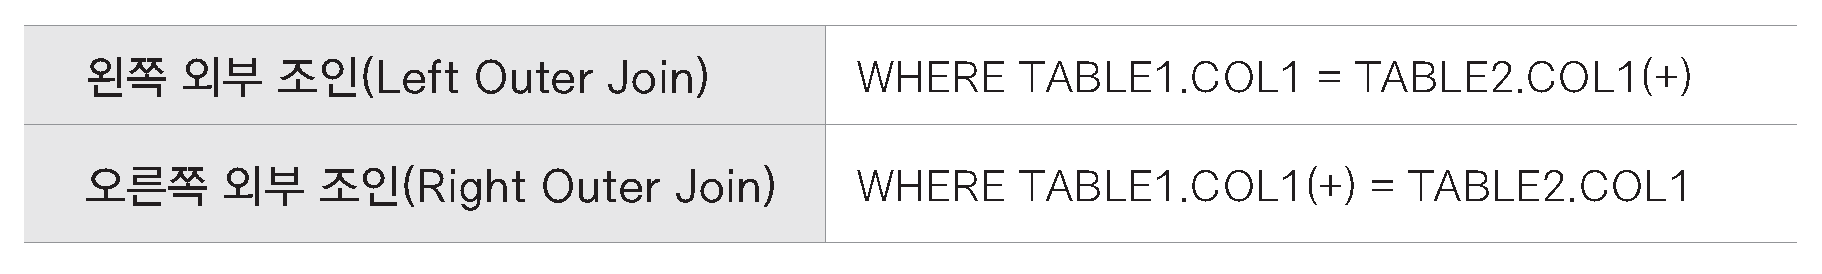 왼쪽 외부 조인(Left Outer Join) WHERE TABLE1.COL1 = TABLE2.COL1(+)
오른쪽 외부 조인(Right Outer Join) WHERE TABLE1.COL1(+) = TABLE2.COL1